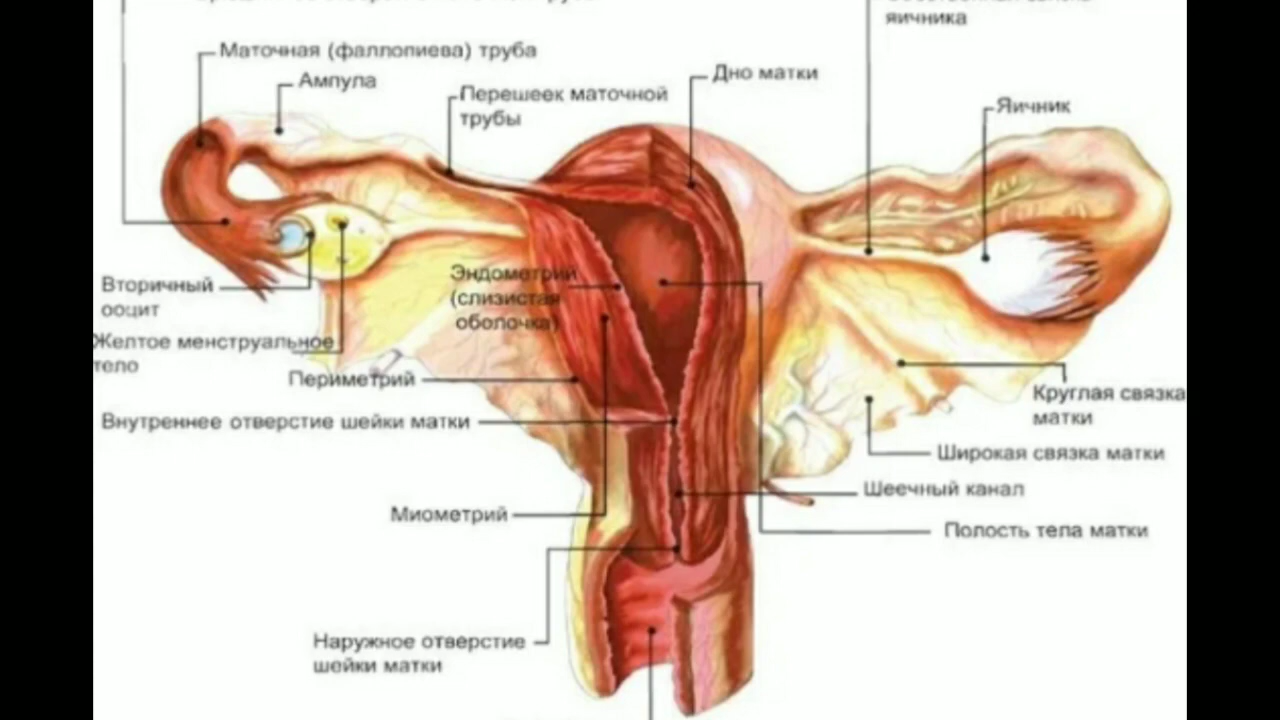 яичника
Маточная (фаллопиева) труба
Ампула
Перешеек маточной
трубы
Дно матки
Яичник
Эндометрий
(слизистая
оболочка)
Вторичный
ооцит
Желтое менструальное
тело
Периметрий
Внутреннее отверстие шейки матки
Круглая связка
матки
Широкая связка матки
Шеечный канал
Миометрий
Полость тела матки
Наружное отверстие
шейки матки